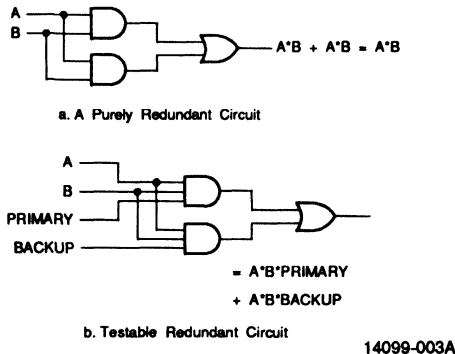 A
B
A*B + A*B = A*B
a. A Purely Redundant Circuit
A
B
PRIMARY
BACKUP
= A*B*PRIMARY
+ A*B*BACKUP
b. Testable Redundant Circuit
14099-003A